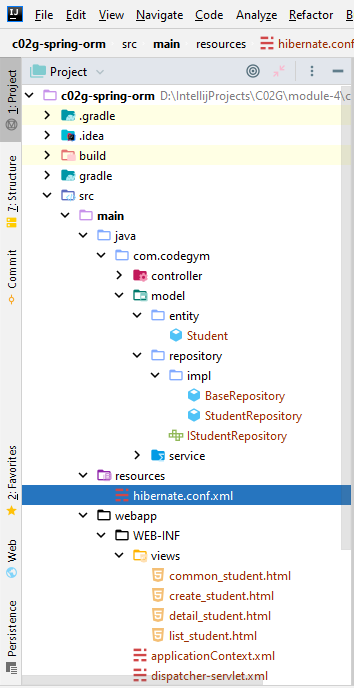 IJ File Edit View Navigate Code Analyze Refactor B
c02g-spring-orm src main resources hibernate.conf
Project
c02g-spring-orm D:\IntellijProjects\C02G\module-4\c
.gradle
.idea
build
gradle
src
main
java
com.codegym
controller
model
entity
Student
repository
impl
BaseRepository
StudentRepository
IStudentRepository
service
resources
hibernate.conf.xml
webapp
WEB-INF
views
common_student.html
create_student.html
detail_student.html
list_student.html
applicationContext.xml
dispatcher-servlet.xml
1: Project
7: Structure
Commit
2: Favorites
Web
Persistence